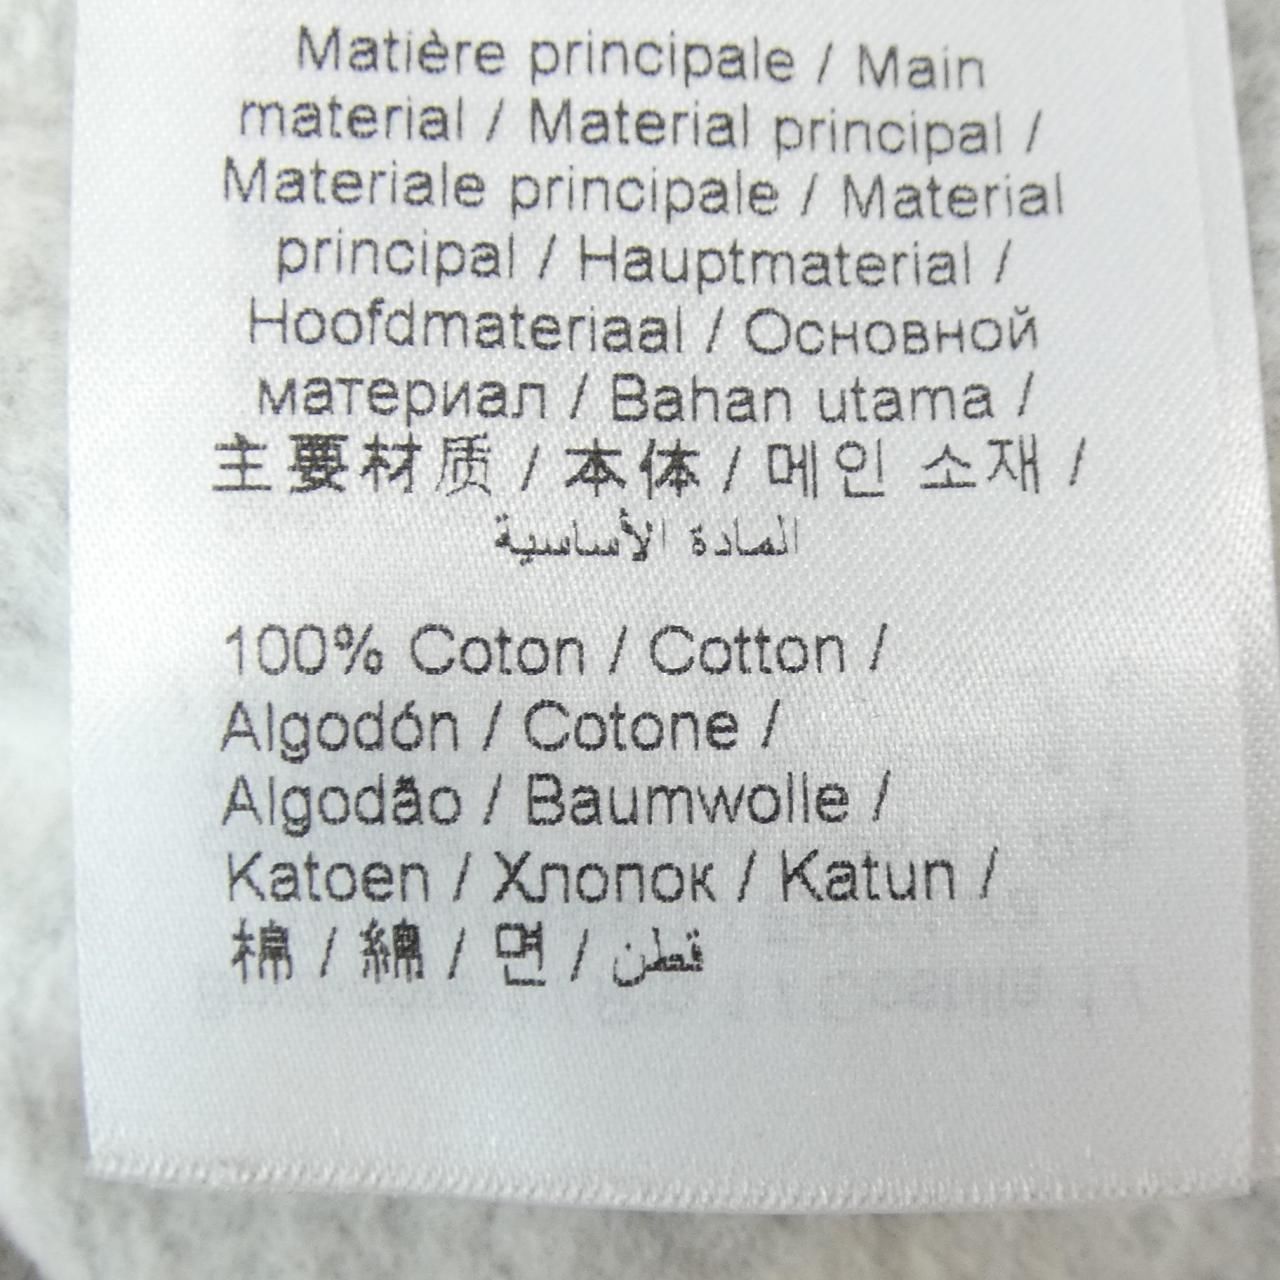 Matière principale / Main
material / Material principal /
Materiale principale / Material
principal / Hauptmaterial /
Hoofdmateriaal / Основной
материал / Bahan utama /
主要材质 / 本体 / 메인 소재 /
المادة الأساسية
100% Coton / Cotton /
Algodón / Cotone /
Algodão / Baumwolle /
Katoen / Хлопок / Katun /
棉 / 綿 / 면 / قطن